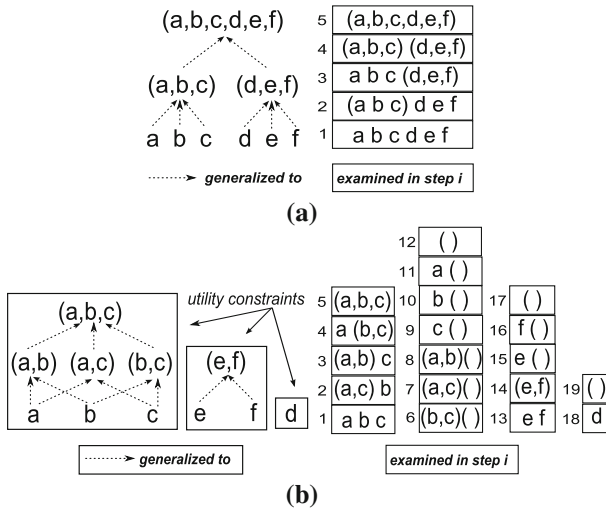 (a,b,c,d,e,f)
(a,b,c) (d,e,f)
a b c d e f
5 (a,b,c,d,e,f)
4 (a,b,c) (d,e,f)
3 a b c (d,e,f)
2 (a b c) d e f
1 a b c d e f
generalized to
examined in step i
(a)
utility constraints
(a,b,c)
(a,b) (a,c) (b,c)
a b c
(e,f)
e f
d
12 ( )
11 a ( )
5 (a,b,c) 10 b ( ) 17 ( )
4 a (b,c) 9 c ( ) 16 f ( )
3 (a,b) c 8 (a,b)( ) 15 e ( )
2 (a,c) b 7 (a,c)( ) 14 (e,f) 19 ( )
1 a b c 6 (b,c)( ) 13 e f 18 d
generalized to
examined in step i
(b)